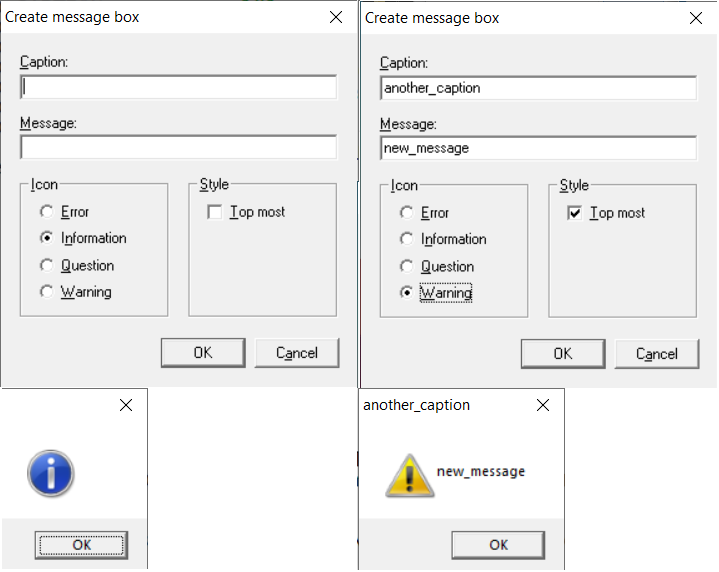 Create message box
Caption:
Message:
Icon
Error
Information
Question
Warning
Style
Top most
OK
Cancel
Create message box
Caption:
another_caption
Message:
new_message
Icon
Error
Information
Question
Warning
Style
Top most
OK
Cancel
OK
another_caption
new_message
OK